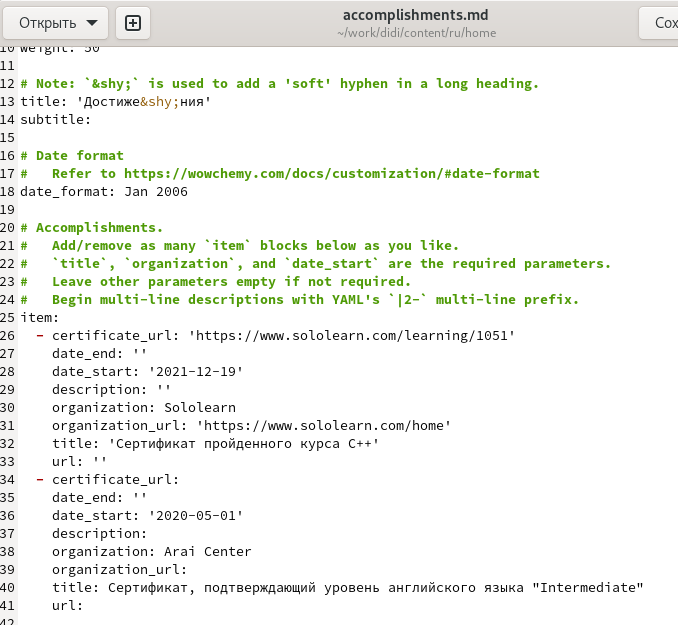 Открыть
accomplishments.md
~/work/didi/content/ru/home
Сох
10 weight: 50
11
12 # Note: `&shy;` is used to add a 'soft' hyphen in a long heading.
13 title: 'Достиже&shy;ния'
14 subtitle:
15
16 # Date format
17 #   Refer to https://wowchemy.com/docs/customization/#date-format
18 date_format: Jan 2006
19
20 # Accomplishments.
21 #   Add/remove as many `item` blocks below as you like.
22 #   `title`, `organization`, and `date_start` are the required parameters.
23 #   Leave other parameters empty if not required.
24 #   Begin multi-line descriptions with YAML's `|2-` multi-line prefix.
25 item:
26   - certificate_url: 'https://www.sololearn.com/learning/1051'
27     date_end: ''
28     date_start: '2021-12-19'
29     description: ''
30     organization: Sololearn
31     organization_url: 'https://www.sololearn.com/home'
32     title: 'Сертификат пройденного курса C++'
33     url: ''
34   - certificate_url:
35     date_end: ''
36     date_start: '2020-05-01'
37     description:
38     organization: Arai Center
39     organization_url:
40     title: Сертификат, подтверждающий уровень английского языка "Intermediate"
41     url:
42